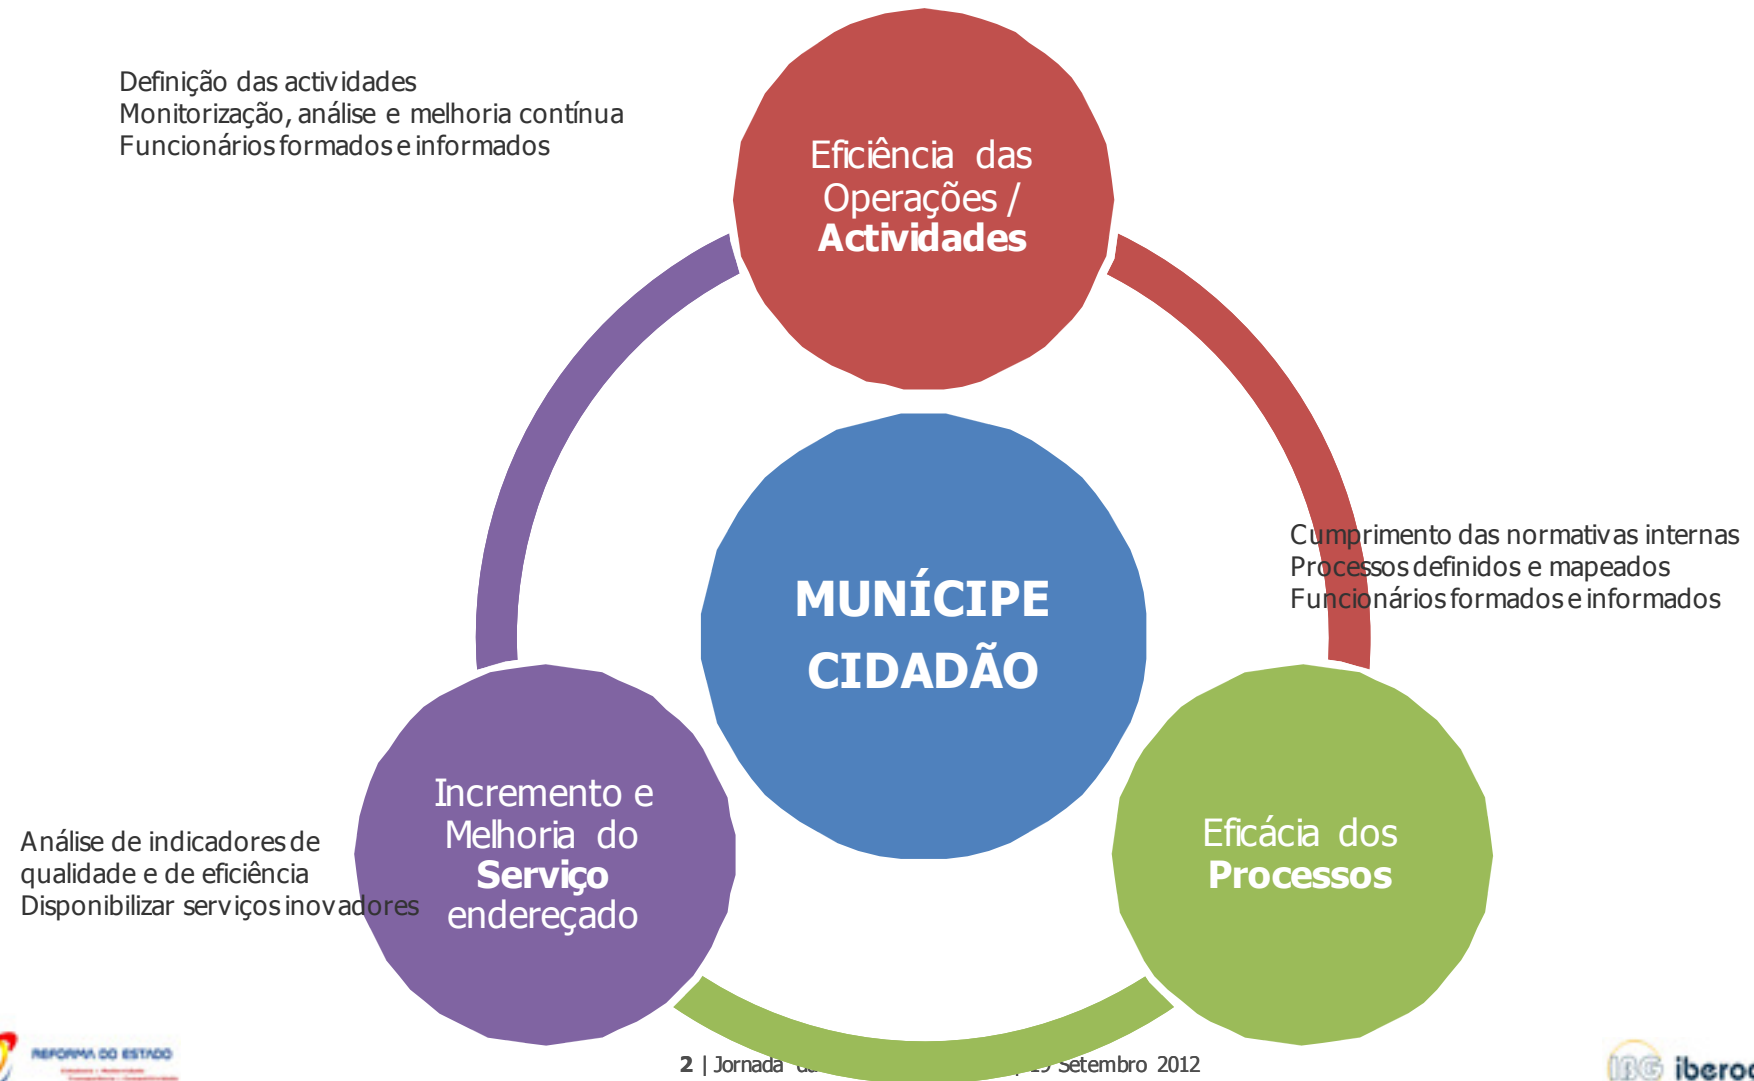 Definição das actividades
Monitorização, análise e melhoria contínua
Funcionários formados e informados
Eficiência das
Operações /
Actividades
Cumprimento das normativas internas
Processos definidos e mapeados
Funcionários formados e informados
MUNÍCIPE
CIDADÃO
Incremento e
Melhoria do
Serviço
endereçado
Análise de indicadores de
qualidade e de eficiência
Disponibilizar serviços inovadores
Eficácia dos
Processos
REFORMA DO ESTADO
2 | Jornada 19 Setembro 2012
IBG